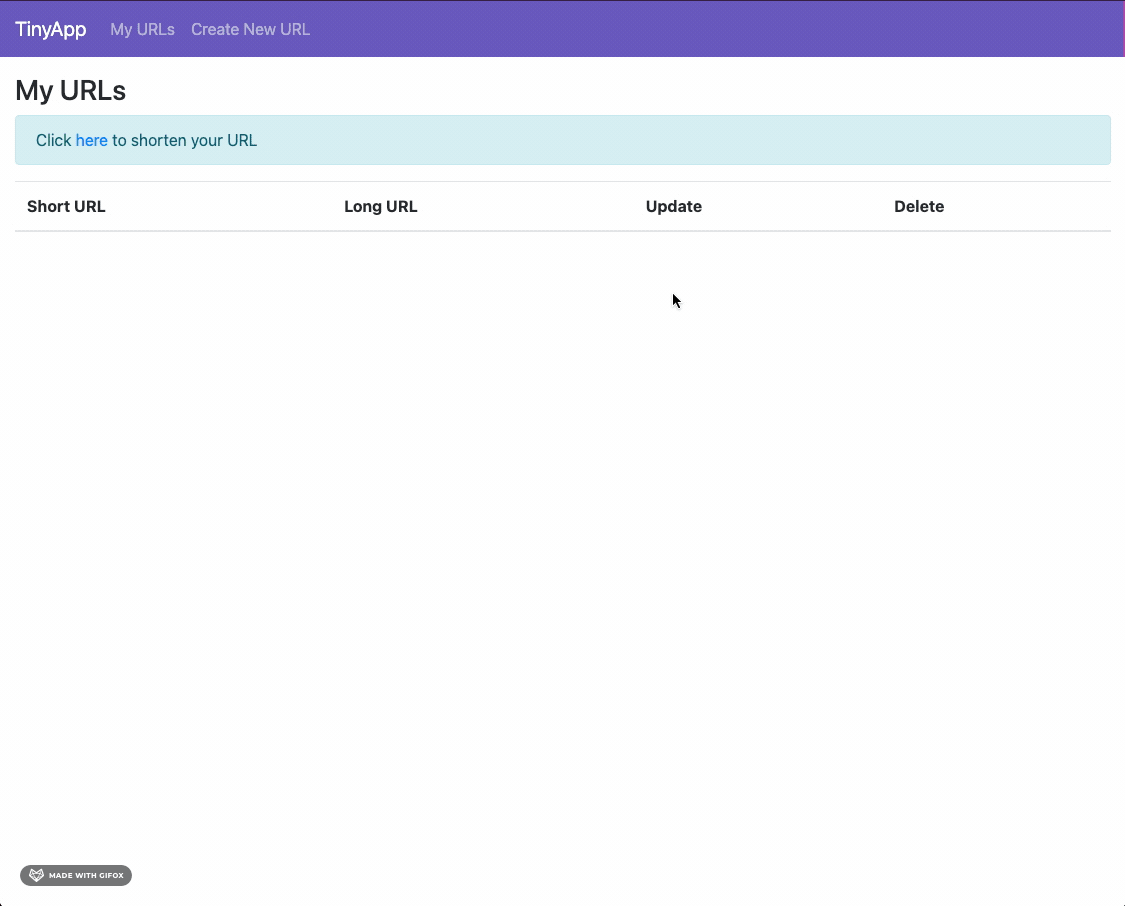 TinyApp My URLs Create New URL
My URLs
Click here to shorten your URL
Short URL Long URL Update Delete
MADE WITH GIFOX